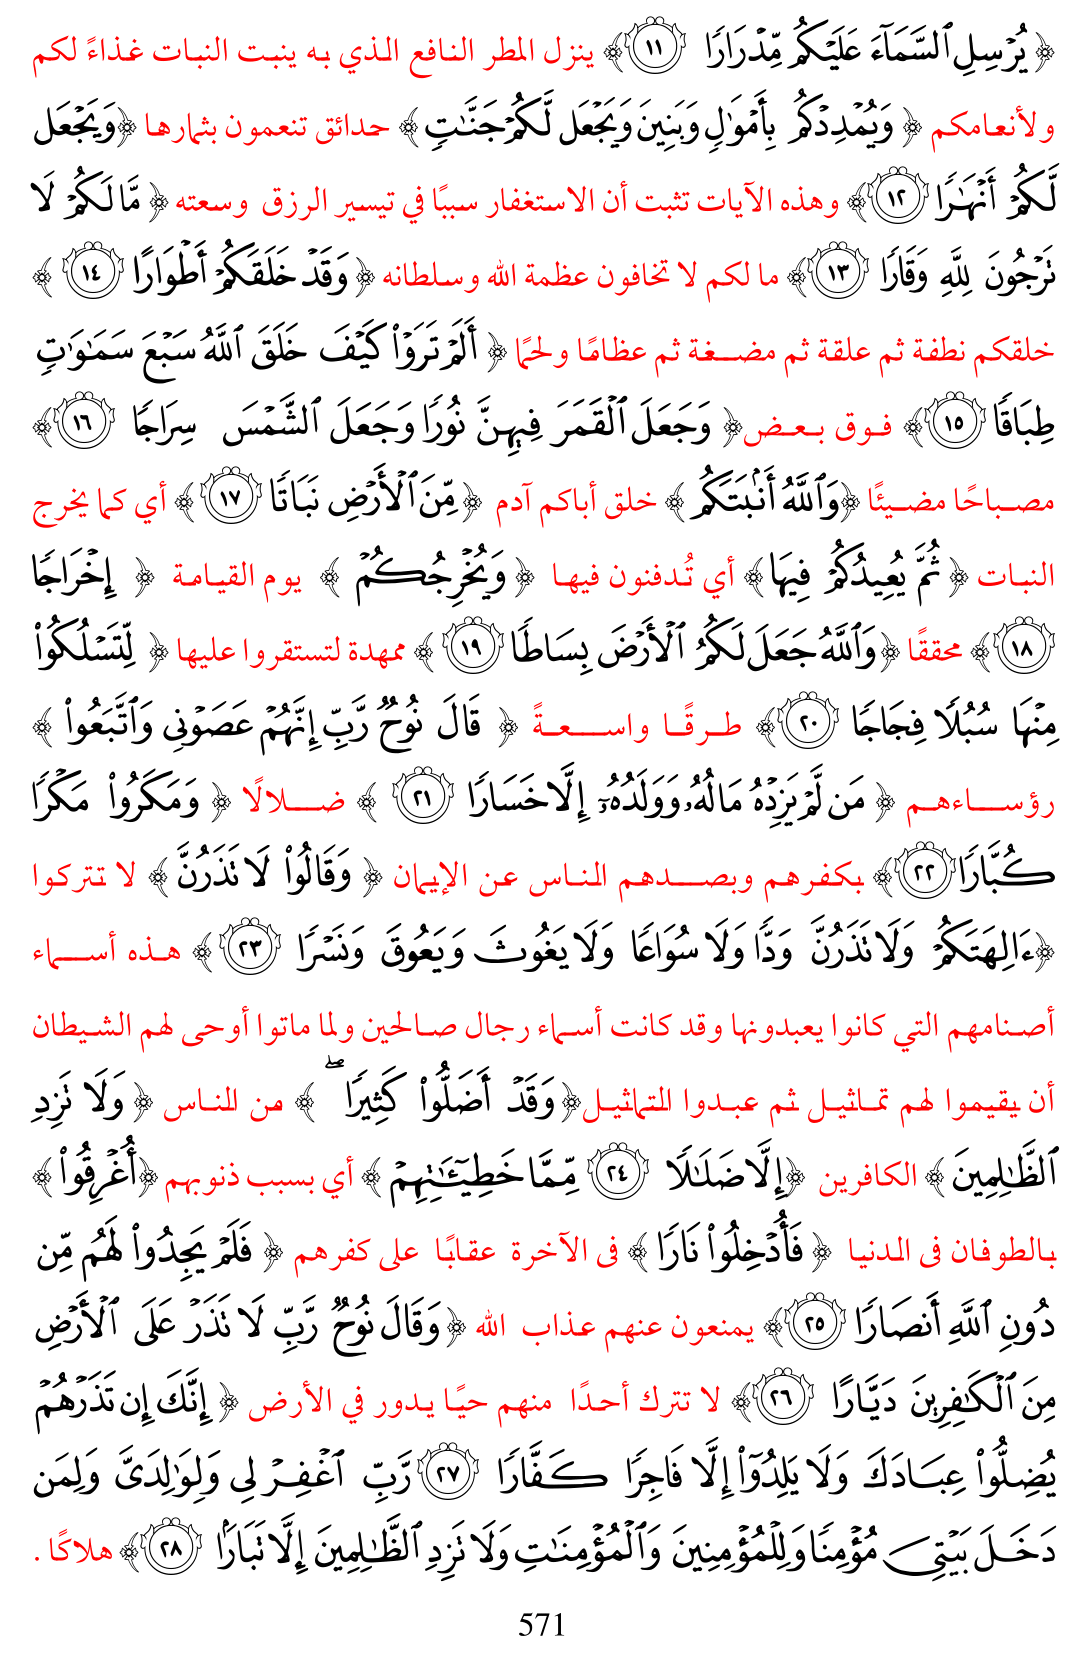 ﴿ يُرْسِلِ ٱلسَّمَآءَ عَلَيْكُم مِّدْرَارًا ١١ ﴾ ينزل المطر النافع الذي به ينبت النبات غذاءً لكم
ولأنعامكم ﴿ وَيُمْدِدْكُم بِأَمْوَٰلٍ وَبَنِينَ وَيَجْعَل لَّكُمْ جَنَّـٰتٍ ﴾ حدائق تنعمون بثمارها ﴿وَيَجْعَل
لَّكُمْ أَنْهَـٰرًا ١٢ ﴾ وهذه الآيات تثبت أن الاستغفار سببًا في تيسير الرزق وسعته ﴿ مَّا لَكُمْ لَا
تَرْجُونَ لِلَّهِ وَقَارًا ١٣ ﴾ ما لكم لا تخافون عظمة الله وسلطانه ﴿ وَقَدْ خَلَقَكُمْ أَطْوَارًا ١٤ ﴾
خلقكم نطفة ثم علقة ثم مضغة ثم عظامًا ولحمًا ﴿ أَلَمْ تَرَوْا۟ كَيْفَ خَلَقَ ٱللَّهُ سَبْعَ سَمَـٰوَٰتٍ
طِبَاقًا ١٥ ﴾ فوق بعض ﴿ وَجَعَلَ ٱلْقَمَرَ فِيهِنَّ نُورًا وَجَعَلَ ٱلشَّمْسَ سِرَاجًا ١٦ ﴾
مصباحًا مضيئًا ﴿وَٱللَّهُ أَنۢبَتَكُم ﴾ خلق أباكم آدم ﴿ مِّنَ ٱلْأَرْضِ نَبَاتًا ١٧ ﴾ أي كما يخرج
النبات ﴿ ثُمَّ يُعِيدُكُمْ فِيهَا ﴾ أي تُدفنون فيها ﴿ وَيُخْرِجُكُمْ ﴾ يوم القيامة ﴿ إِخْرَاجًا
١٨ ﴾ محققًا ﴿وَٱللَّهُ جَعَلَ لَكُمُ ٱلْأَرْضَ بِسَاطًا ١٩ ﴾ ممهدة لتستقروا عليها ﴿ لِّتَسْلُكُوا۟
مِنْهَا سُبُلًا فِجَاجًا ٢٠ ﴾ طرقًا واسعةً ﴿ قَالَ نُوحٌ رَّبِّ إِنَّهُمْ عَصَوْنِى وَٱتَّبَعُوا۟ ﴾
رؤساءهم ﴿ مَن لَّمْ يَزِدْهُ مَالُهُۥ وَوَلَدُهُۥٓ إِلَّا خَسَارًا ٢١ ﴾ ضلالًا ﴿ وَمَكَرُوا۟ مَكْرًا
كُبَّارًا ٢٢ ﴾ بكفرهم وبصدهم الناس عن الإيمان ﴿ وَقَالُوا۟ لَا تَذَرُنَّ ﴾ لا تتركوا
﴿ءَالِهَتَكُمْ وَلَا تَذَرُنَّ وَدًّا وَلَا سُوَاعًا وَلَا يَغُوثَ وَيَعُوقَ وَنَسْرًا ٢٣ ﴾ هذه أسماء
أصنامهم التي كانوا يعبدونها وقد كانت أسماء رجال صالحين ولما ماتوا أوحى لهم الشيطان
أن يقيموا لهم تماثيل ثم عبدوا التماثيل﴿ وَقَدْ أَضَلُّوا۟ كَثِيرًا ۖ ﴾ من الناس ﴿ وَلَا تَزِدِ
ٱلظَّـٰلِمِينَ ﴾ الكافرين ﴿إِلَّا ضَلَـٰلًا ٢٤ مِّمَّا خَطِيٓـَٔـٰتِهِمْ ﴾ أي بسبب ذنوبهم ﴿أُغْرِقُوا۟ ﴾
بالطوفان فى الدنيا ﴿ فَأُدْخِلُوا۟ نَارًا ﴾ فى الآخرة عقابًا على كفرهم ﴿ فَلَمْ يَجِدُوا۟ لَهُم مِّن
دُونِ ٱللَّهِ أَنصَارًا ٢٥ ﴾ يمنعون عنهم عذاب الله ﴿ وَقَالَ نُوحٌ رَّبِّ لَا تَذَرْ عَلَى ٱلْأَرْضِ
مِنَ ٱلْكَـٰفِرِينَ دَيَّارًا ٢٦ ﴾ لا تترك أحدًا منهم حيًا يدور في الأرض ﴿ إِنَّكَ إِن تَذَرْهُمْ
يُضِلُّوا۟ عِبَادَكَ وَلَا يَلِدُوٓا۟ إِلَّا فَاجِرًا كَفَّارًا ٢٧ رَّبِّ ٱغْفِرْ لِى وَلِوَٰلِدَىَّ وَلِمَن
دَخَلَ بَيْتِىَ مُؤْمِنًا وَلِلْمُؤْمِنِينَ وَٱلْمُؤْمِنَـٰتِ وَلَا تَزِدِ ٱلظَّـٰلِمِينَ إِلَّا تَبَارًۢا ٢٨ ﴾ هلاكًا .
571